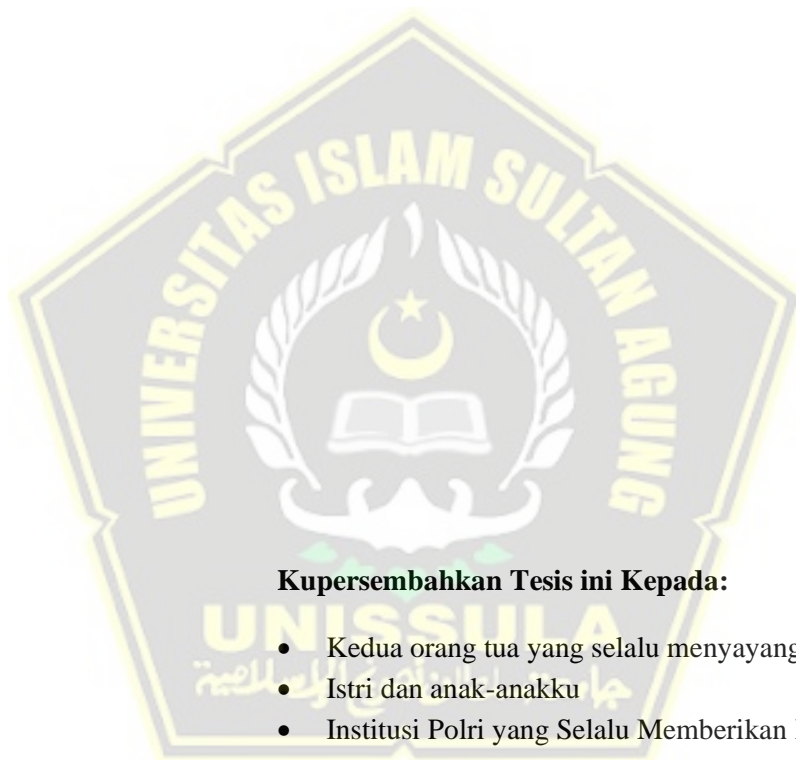 UNIVERSITAS ISLAM SULTAN AGUNG
Kupersembahkan Tesis ini Kepada:
UNISSULA
جامعة سلطان أجونج الإسلامية
• Kedua orang tua yang selalu menyayang
• Istri dan anak-anakku
• Institusi Polri yang Selalu Memberikan